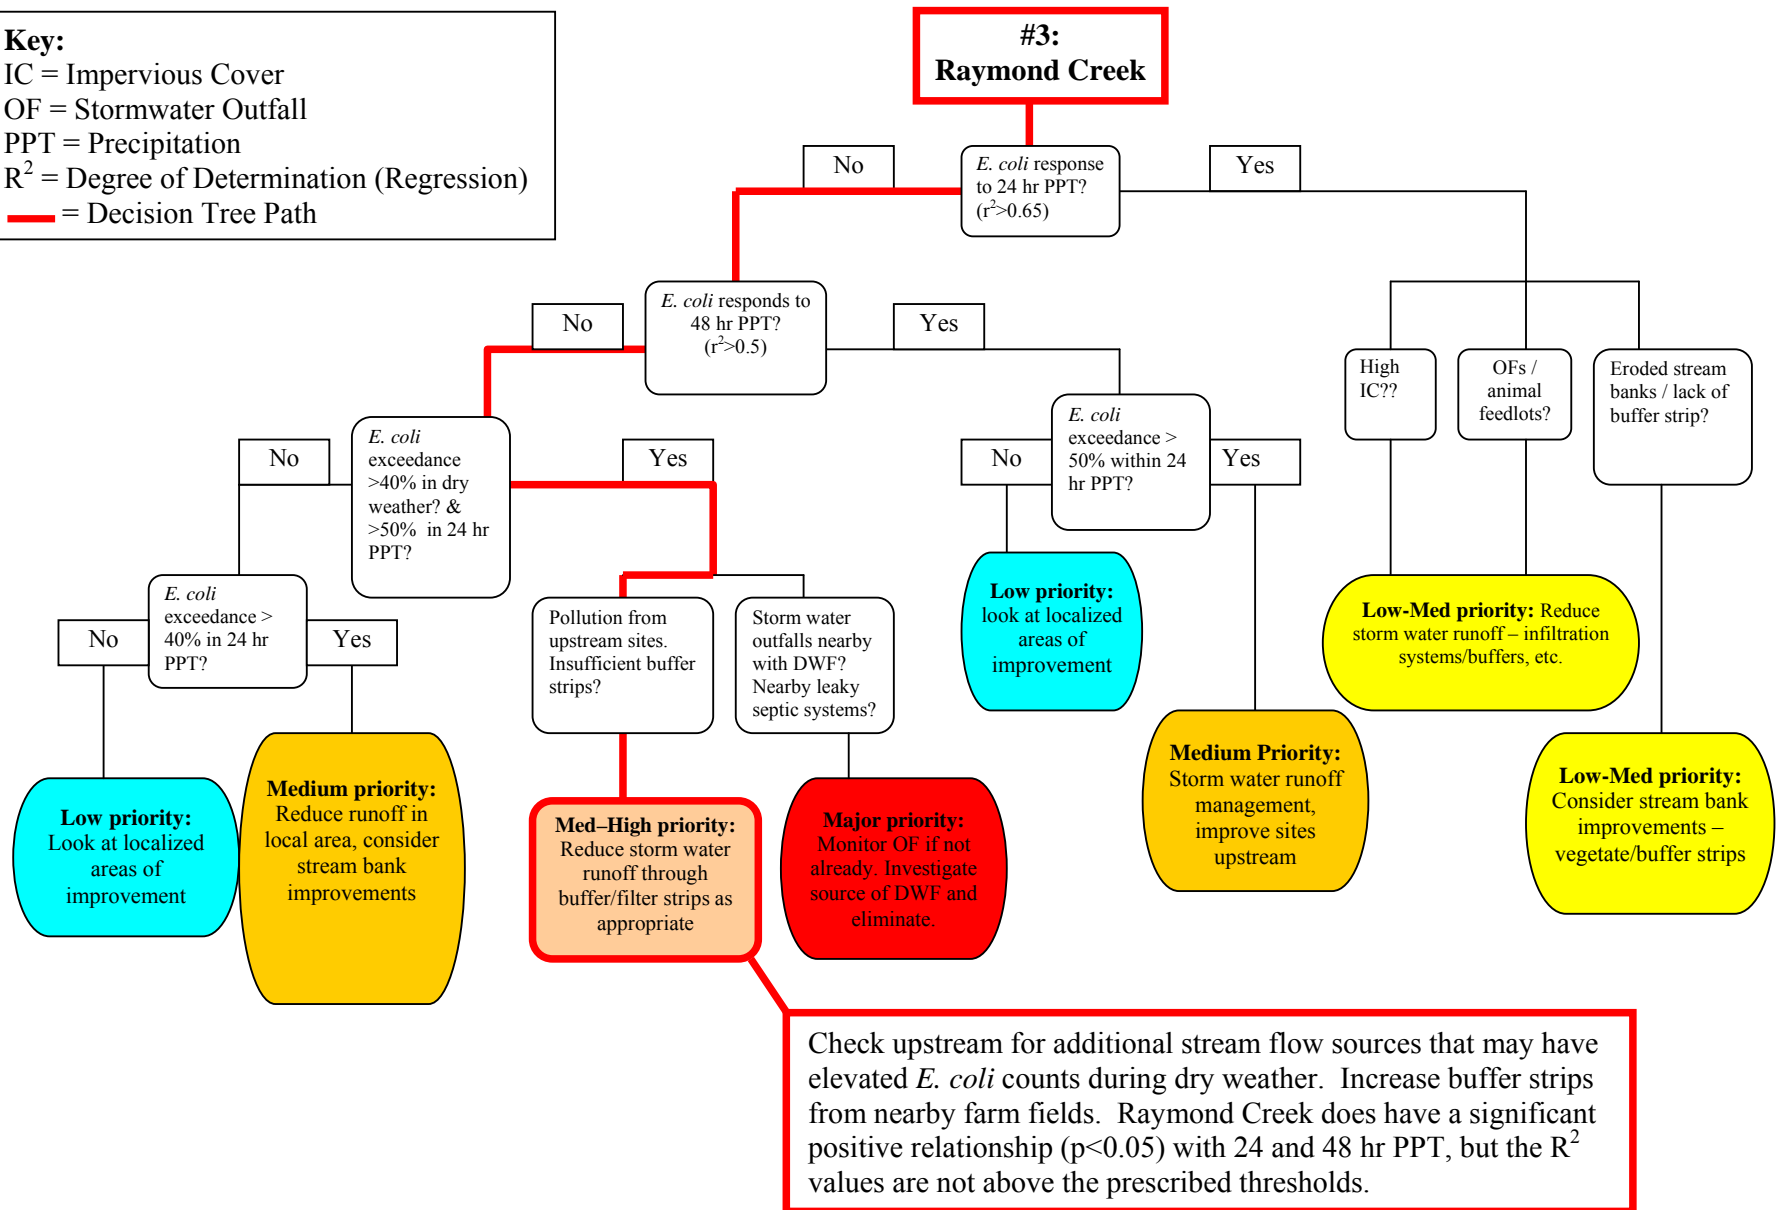 Key:
IC = Impervious Cover
OF = Stormwater Outfall
PPT = Precipitation
R² = Degree of Determination (Regression)
= Decision Tree Path
#3:
Raymond Creek
No
E. coli response
to 24 hr PPT?
(r²>0.65)
Yes
No
E. coli responds to
48 hr PPT?
(r²>0.5)
Yes
High
IC??
OFs /
animal
feedlots?
Eroded stream
banks / lack of
buffer strip?
No
E. coli
exceedance
>40% in dry
weather? &
>50% in 24 hr
PPT?
Yes
No
E. coli
exceedance >
50% within 24
hr PPT?
Yes
No
E. coli
exceedance >
40% in 24 hr
PPT?
Yes
Pollution from
upstream sites.
Insufficient buffer
strips?
Storm water
outfalls nearby
with DWF?
Nearby leaky
septic systems?
Low priority:
look at localized
areas of
improvement
Low-Med priority: Reduce
storm water runoff – infiltration
systems/buffers, etc.
Low priority:
Look at localized
areas of
improvement
Medium priority:
Reduce runoff in
local area, consider
stream bank
improvements
Med–High priority:
Reduce storm water
runoff through
buffer/filter strips as
appropriate
Major priority:
Monitor OF if not
already. Investigate
source of DWF and
eliminate.
Medium Priority:
Storm water runoff
management,
improve sites
upstream
Low-Med priority:
Consider stream bank
improvements –
vegetate/buffer strips
Check upstream for additional stream flow sources that may have
elevated E. coli counts during dry weather. Increase buffer strips
from nearby farm fields. Raymond Creek does have a significant
positive relationship (p<0.05) with 24 and 48 hr PPT, but the R²
values are not above the prescribed thresholds.